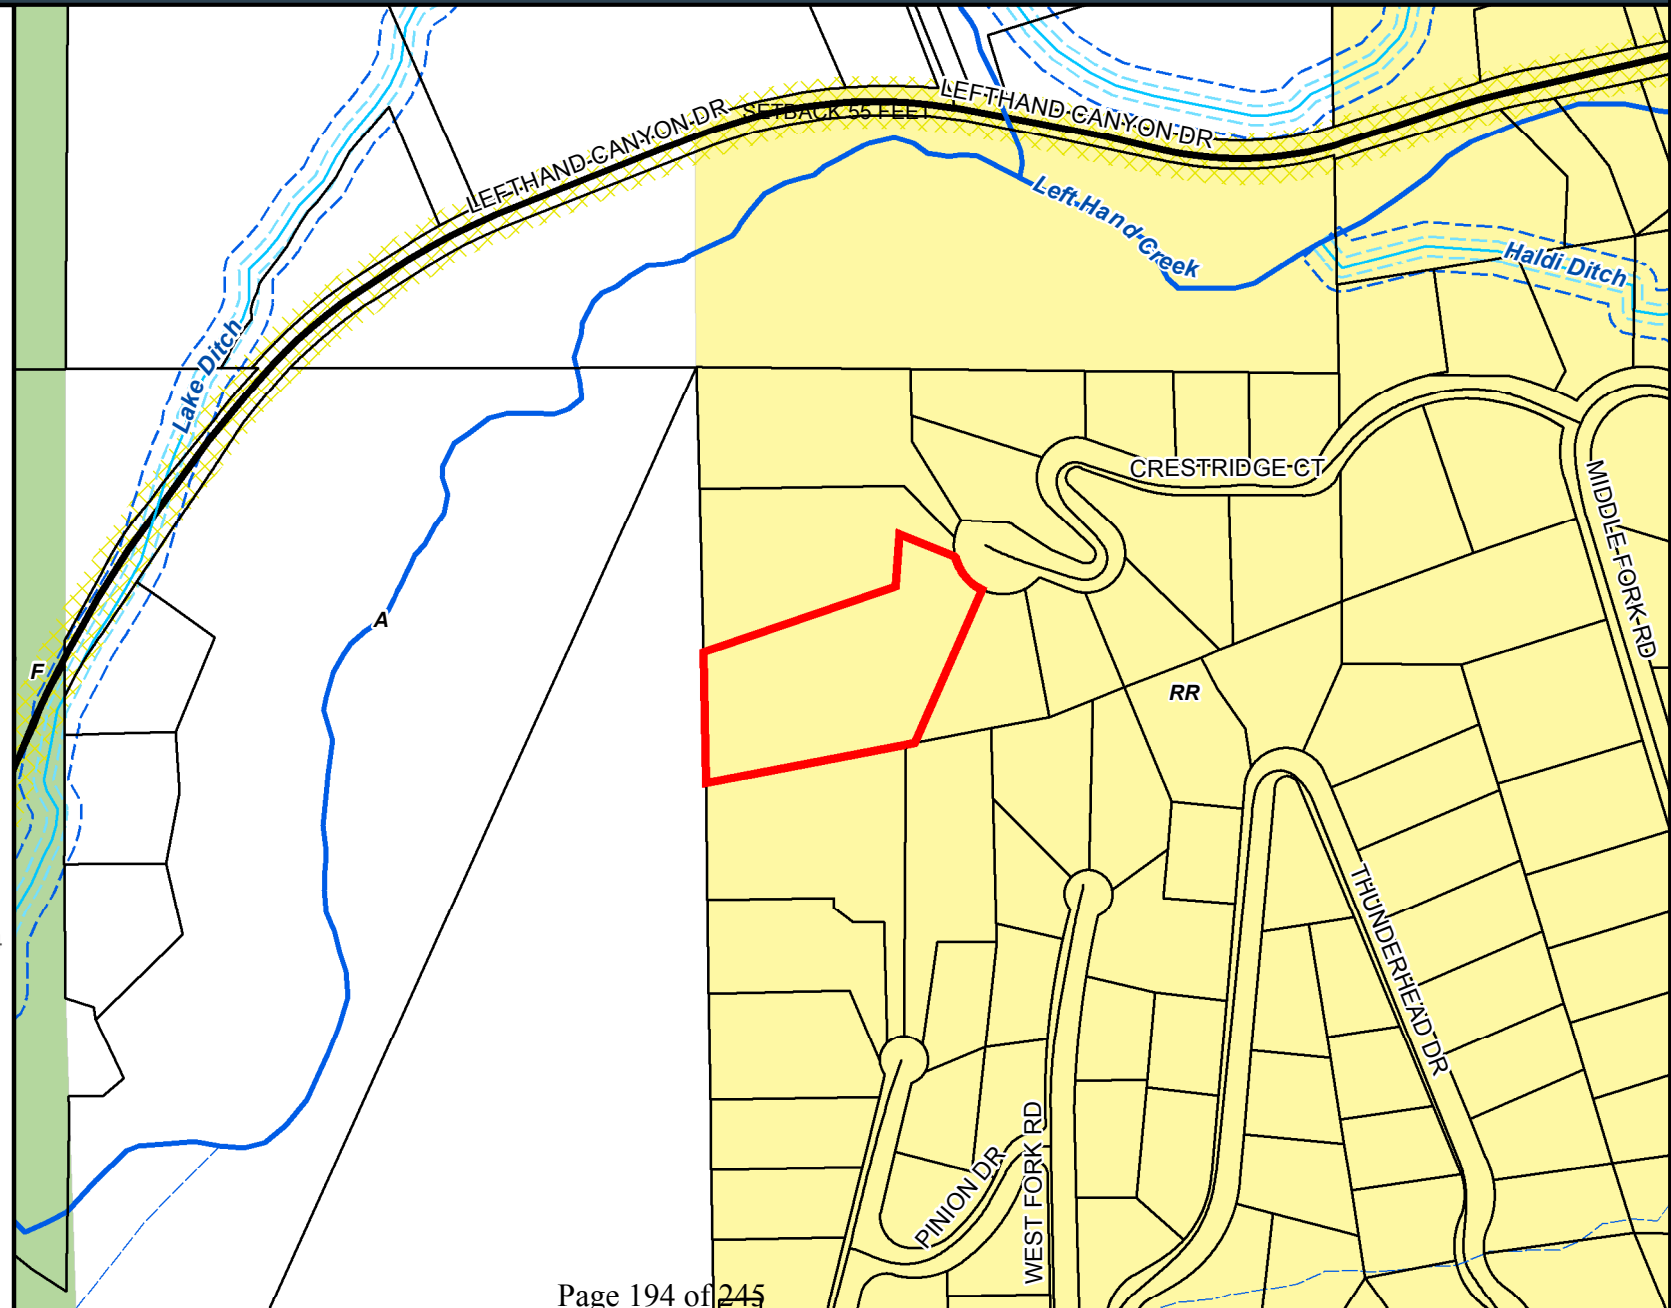 LEFTHAND CANYON DR
SETBACK 55 FEET
LEFTHAND CANYON DR
Left Hand Creek
Haldi Ditch
Lake Ditch
CRESTRIDGE CT
MIDDLE FORK RD
A
F
RR
THUNDERHEAD DR
PINION DR
WEST FORK RD
Page 194 of 245